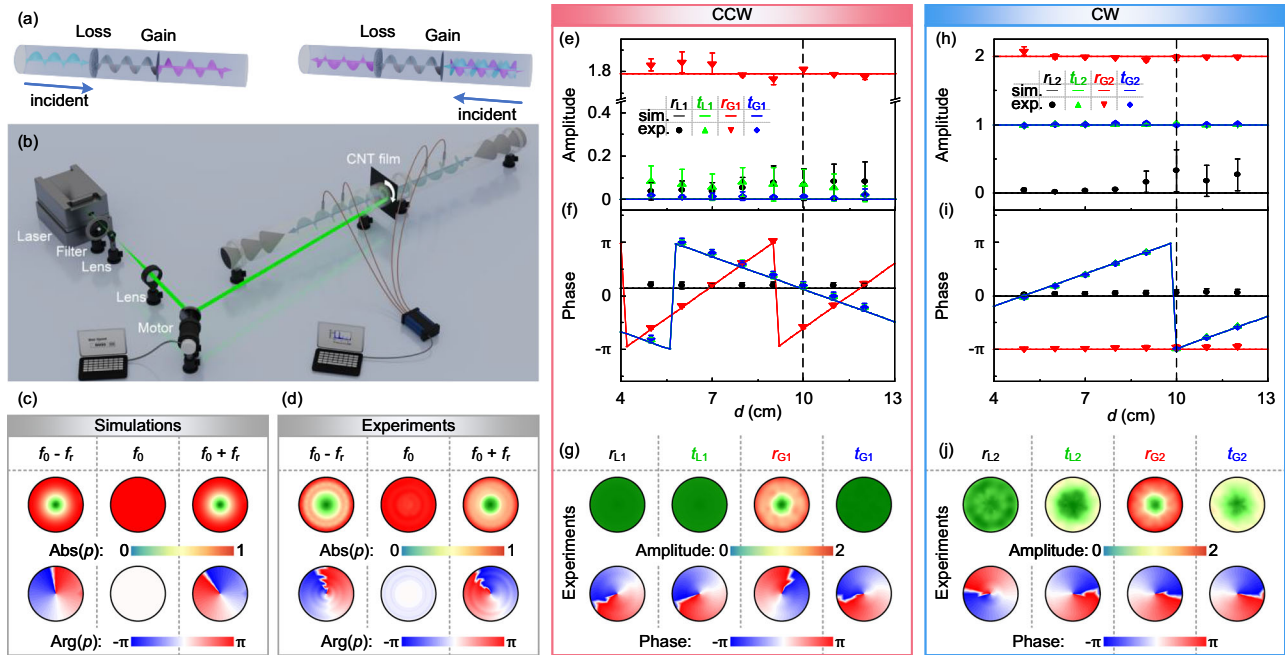 (a)
Loss
Gain
incident
Loss
Gain
incident
(b)
CNT film
Laser
Filter
Lens
Lens
Motor
(c)
Simulations
f0 - fr
f0
f0 + fr
Abs(p): 0 1
Arg(p): -π π
(d)
Experiments
f0 - fr
f0
f0 + fr
Abs(p): 0 1
Arg(p): -π π
CCW
(e)
Amplitude
1.8
0.4
0.2
0
rL1 tL1 rG1 tG1
sim.
exp.
(f)
Phase
π
0
-π
4 7 10 13
d (cm)
(g)
rL1 tL1 rG1 tG1
Experiments
Amplitude: 0 2
Phase: -π π
CW
(h)
Amplitude
2
1
0
rL2 tL2 rG2 tG2
sim.
exp.
(i)
Phase
π
0
-π
4 7 10 13
d (cm)
(j)
rL2 tL2 rG2 tG2
Experiments
Amplitude: 0 2
Phase: -π π